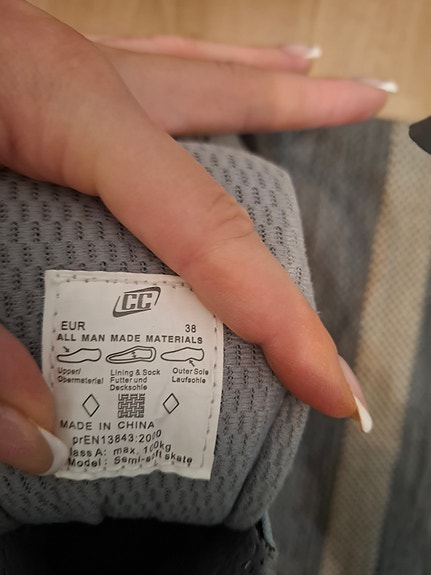 CC
EUR 38
ALL MAN MADE MATERIALS
Upper/ Lining & Sock Outer Sole
Obermaterial Futter und Laufsohle
Decksohle
MADE IN CHINA
prEN13843:2000
lass A: max. 100kg
Model: Semi-soft skate